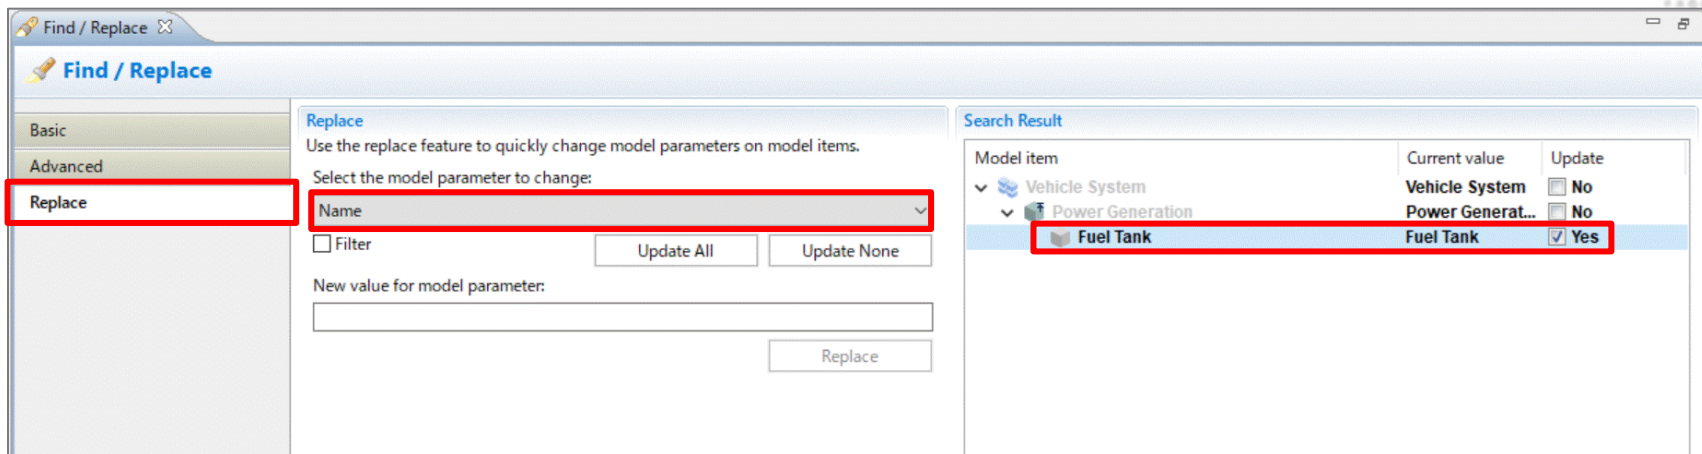 Find / Replace
Find / Replace
Basic
Advanced
Replace
Replace
Use the replace feature to quickly change model parameters on model items.
Select the model parameter to change:
Name
Filter
Update All
Update None
New value for model parameter:
Replace
Search Result
Model item Current value Update
Vehicle System Vehicle System No
Power Generation Power Generat... No
Fuel Tank Fuel Tank Yes